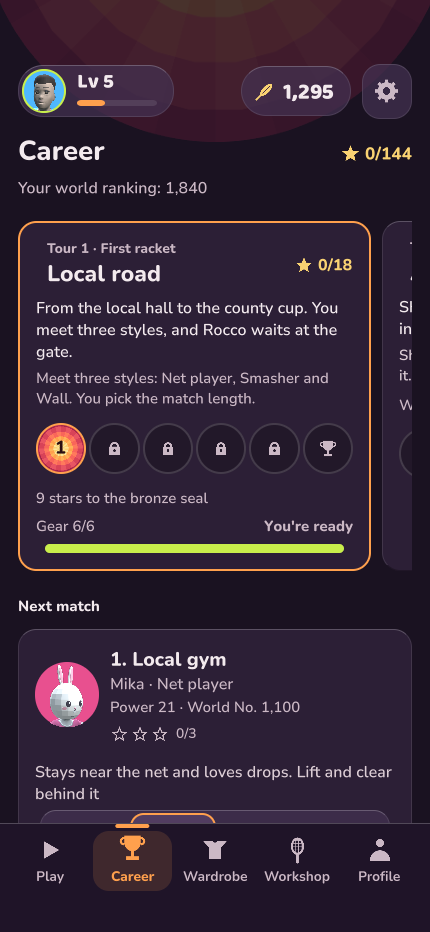 Lv 5
1,295
Career
0/144
Your world ranking: 1,840
Tour 1 · First racket
Local road
0/18
From the local hall to the county cup. You
meet three styles, and Rocco waits at the
gate.
Meet three styles: Net player, Smasher and
Wall. You pick the match length.
1
9 stars to the bronze seal
Gear 6/6
You're ready
Next match
1. Local gym
Mika · Net player
Power 21 · World No. 1,100
0/3
Stays near the net and loves drops. Lift and clear
behind it
Play
Career
Wardrobe
Workshop
Profile